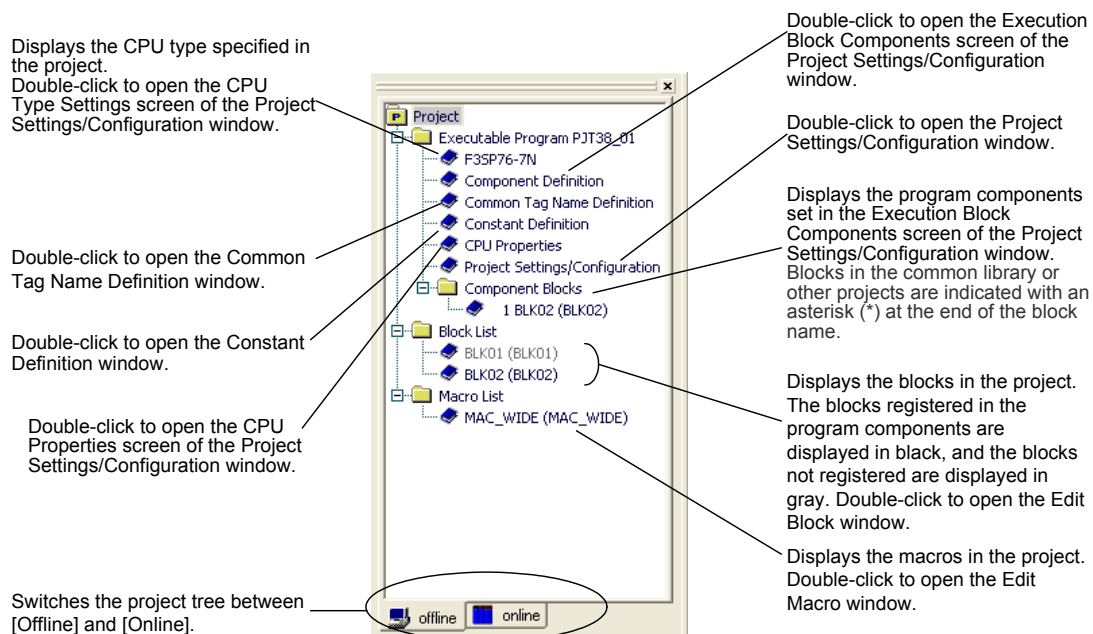 Displays the CPU type specified in
the project.
Double-click to open the CPU
Type Settings screen of the Project
Settings/Configuration window.
Double-click to open the Common
Tag Name Definition window.
Double-click to open the Constant
Definition window.
Double-click to open the CPU
Properties screen of the Project
Settings/Configuration window.
Switches the project tree between
[Offline] and [Online].
P Project
Executable Program PJT38_01
F3SP76-7N
Component Definition
Common Tag Name Definition
Constant Definition
CPU Properties
Project Settings/Configuration
Component Blocks
1 BLK02 (BLK02)
Block List
BLK01 (BLK01)
BLK02 (BLK02)
Macro List
MAC_WIDE (MAC_WIDE)
offline
online
Double-click to open the Execution
Block Components screen of the
Project Settings/Configuration
window.
Double-click to open the Project
Settings/Configuration window.
Displays the program components
set in the Execution Block
Components screen of the Project
Settings/Configuration window.
Blocks in the common library or
other projects are indicated with an
asterisk (*) at the end of the block
name.
Displays the blocks in the project.
The blocks registered in the
program components are
displayed in black, and the blocks
not registered are displayed in
gray. Double-click to open the Edit
Block window.
Displays the macros in the project.
Double-click to open the Edit
Macro window.